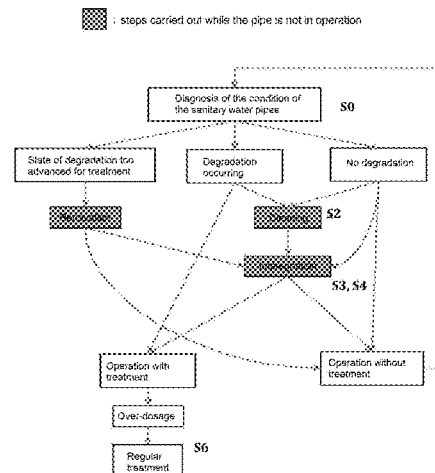 : steps carried out while the pipe is not in operation
Diagnosis of the condition of
the sanitary water pipes
S0
State of degradation too
advanced for treatment
Degradation
occurring
No degradation
S2
S3, S4
Operation with
treatment
Operation without
treatment
Over-dosage
Regular
treatment
S6